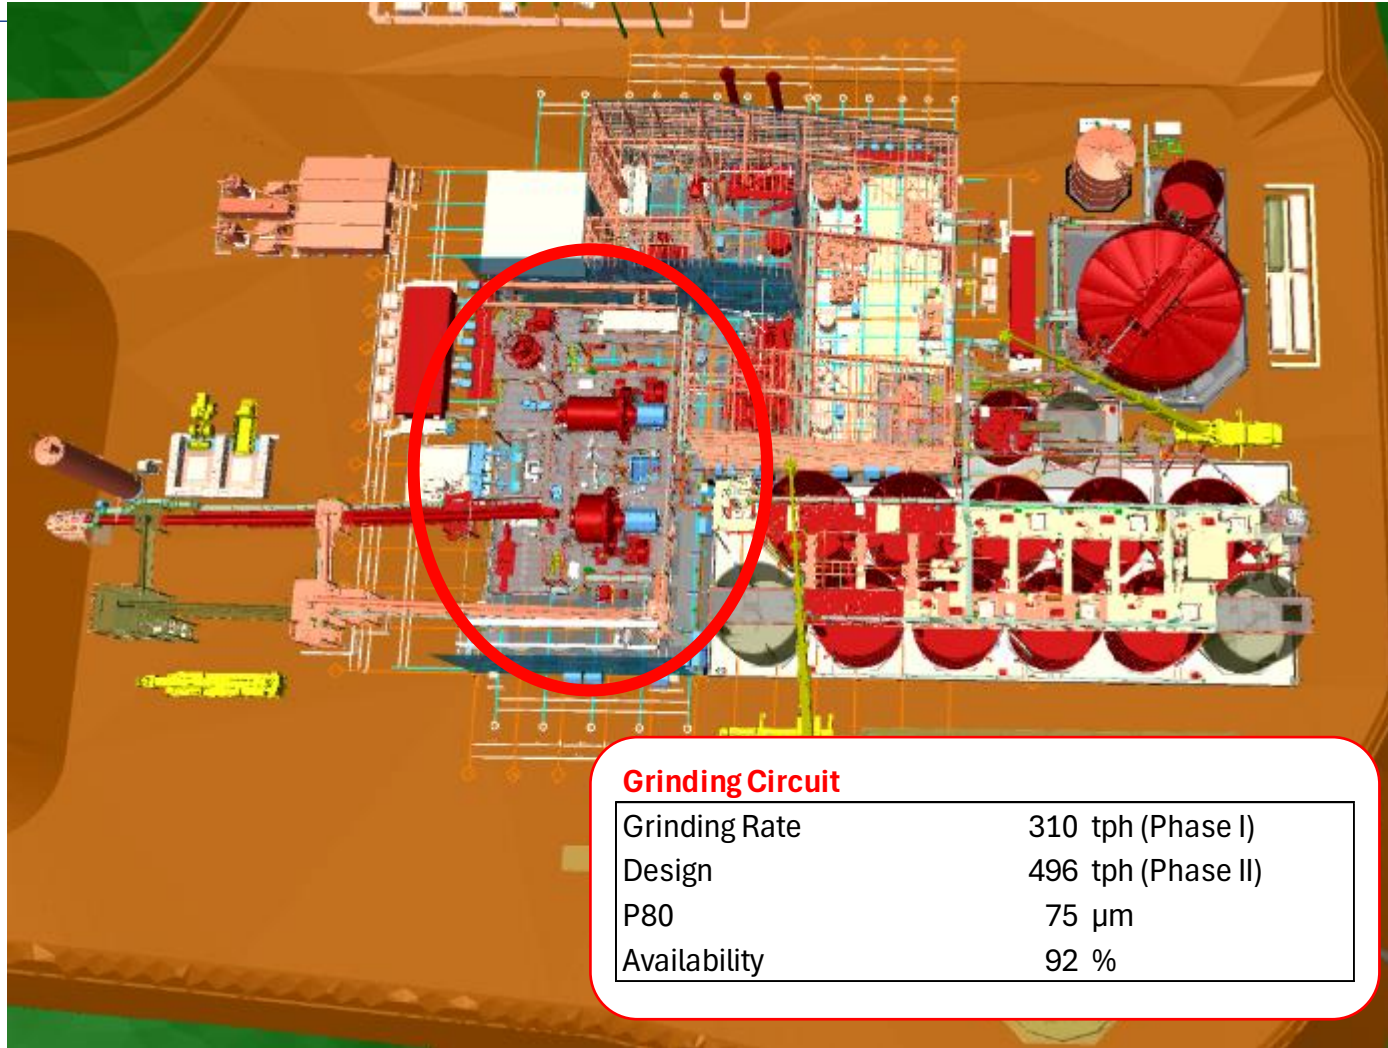 Grinding Circuit
Grinding Rate 310 tph (Phase I)
Design 496 tph (Phase II)
P80 75 µm
Availability 92 %